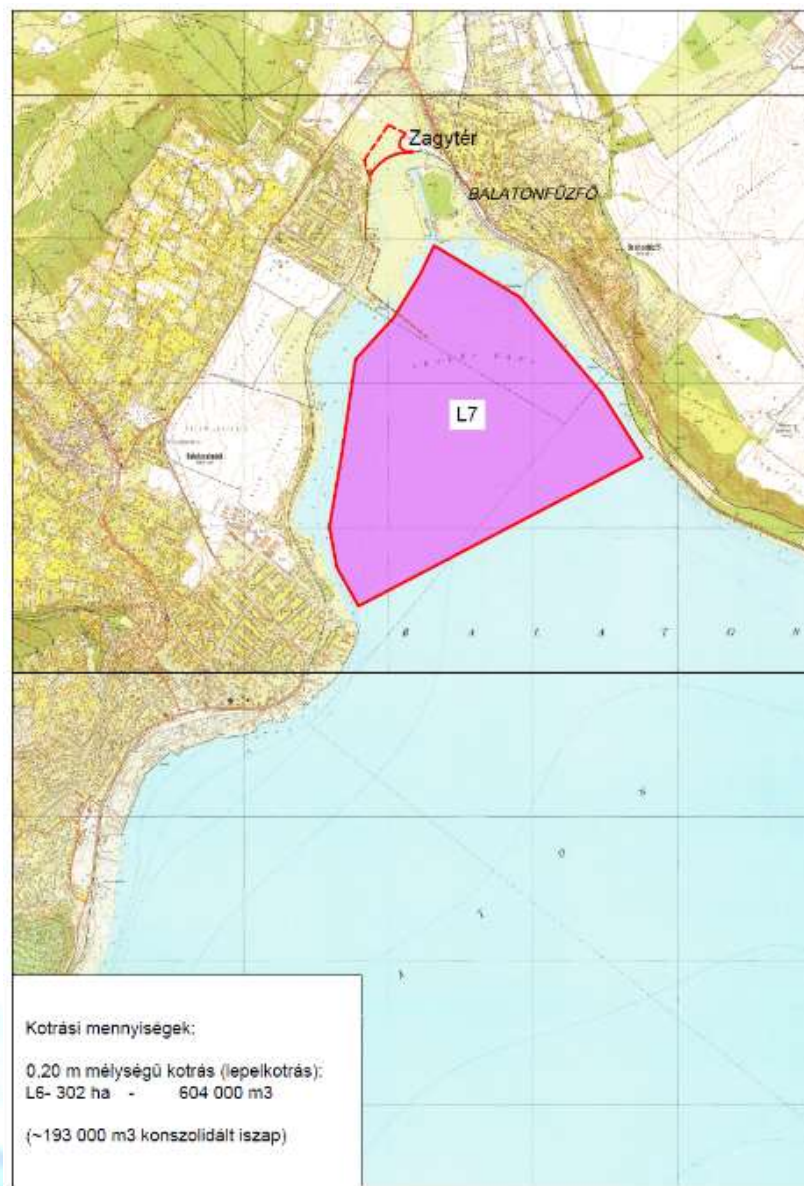 Zagytér
BALATONFŰZFŐ
L7
B A L A T O N
Kotrási mennyiségek:
0,20 m mélységű kotrás (lepelkotrás):
L6- 302 ha - 604 000 m3
(~193 000 m3 konszolidált iszap)